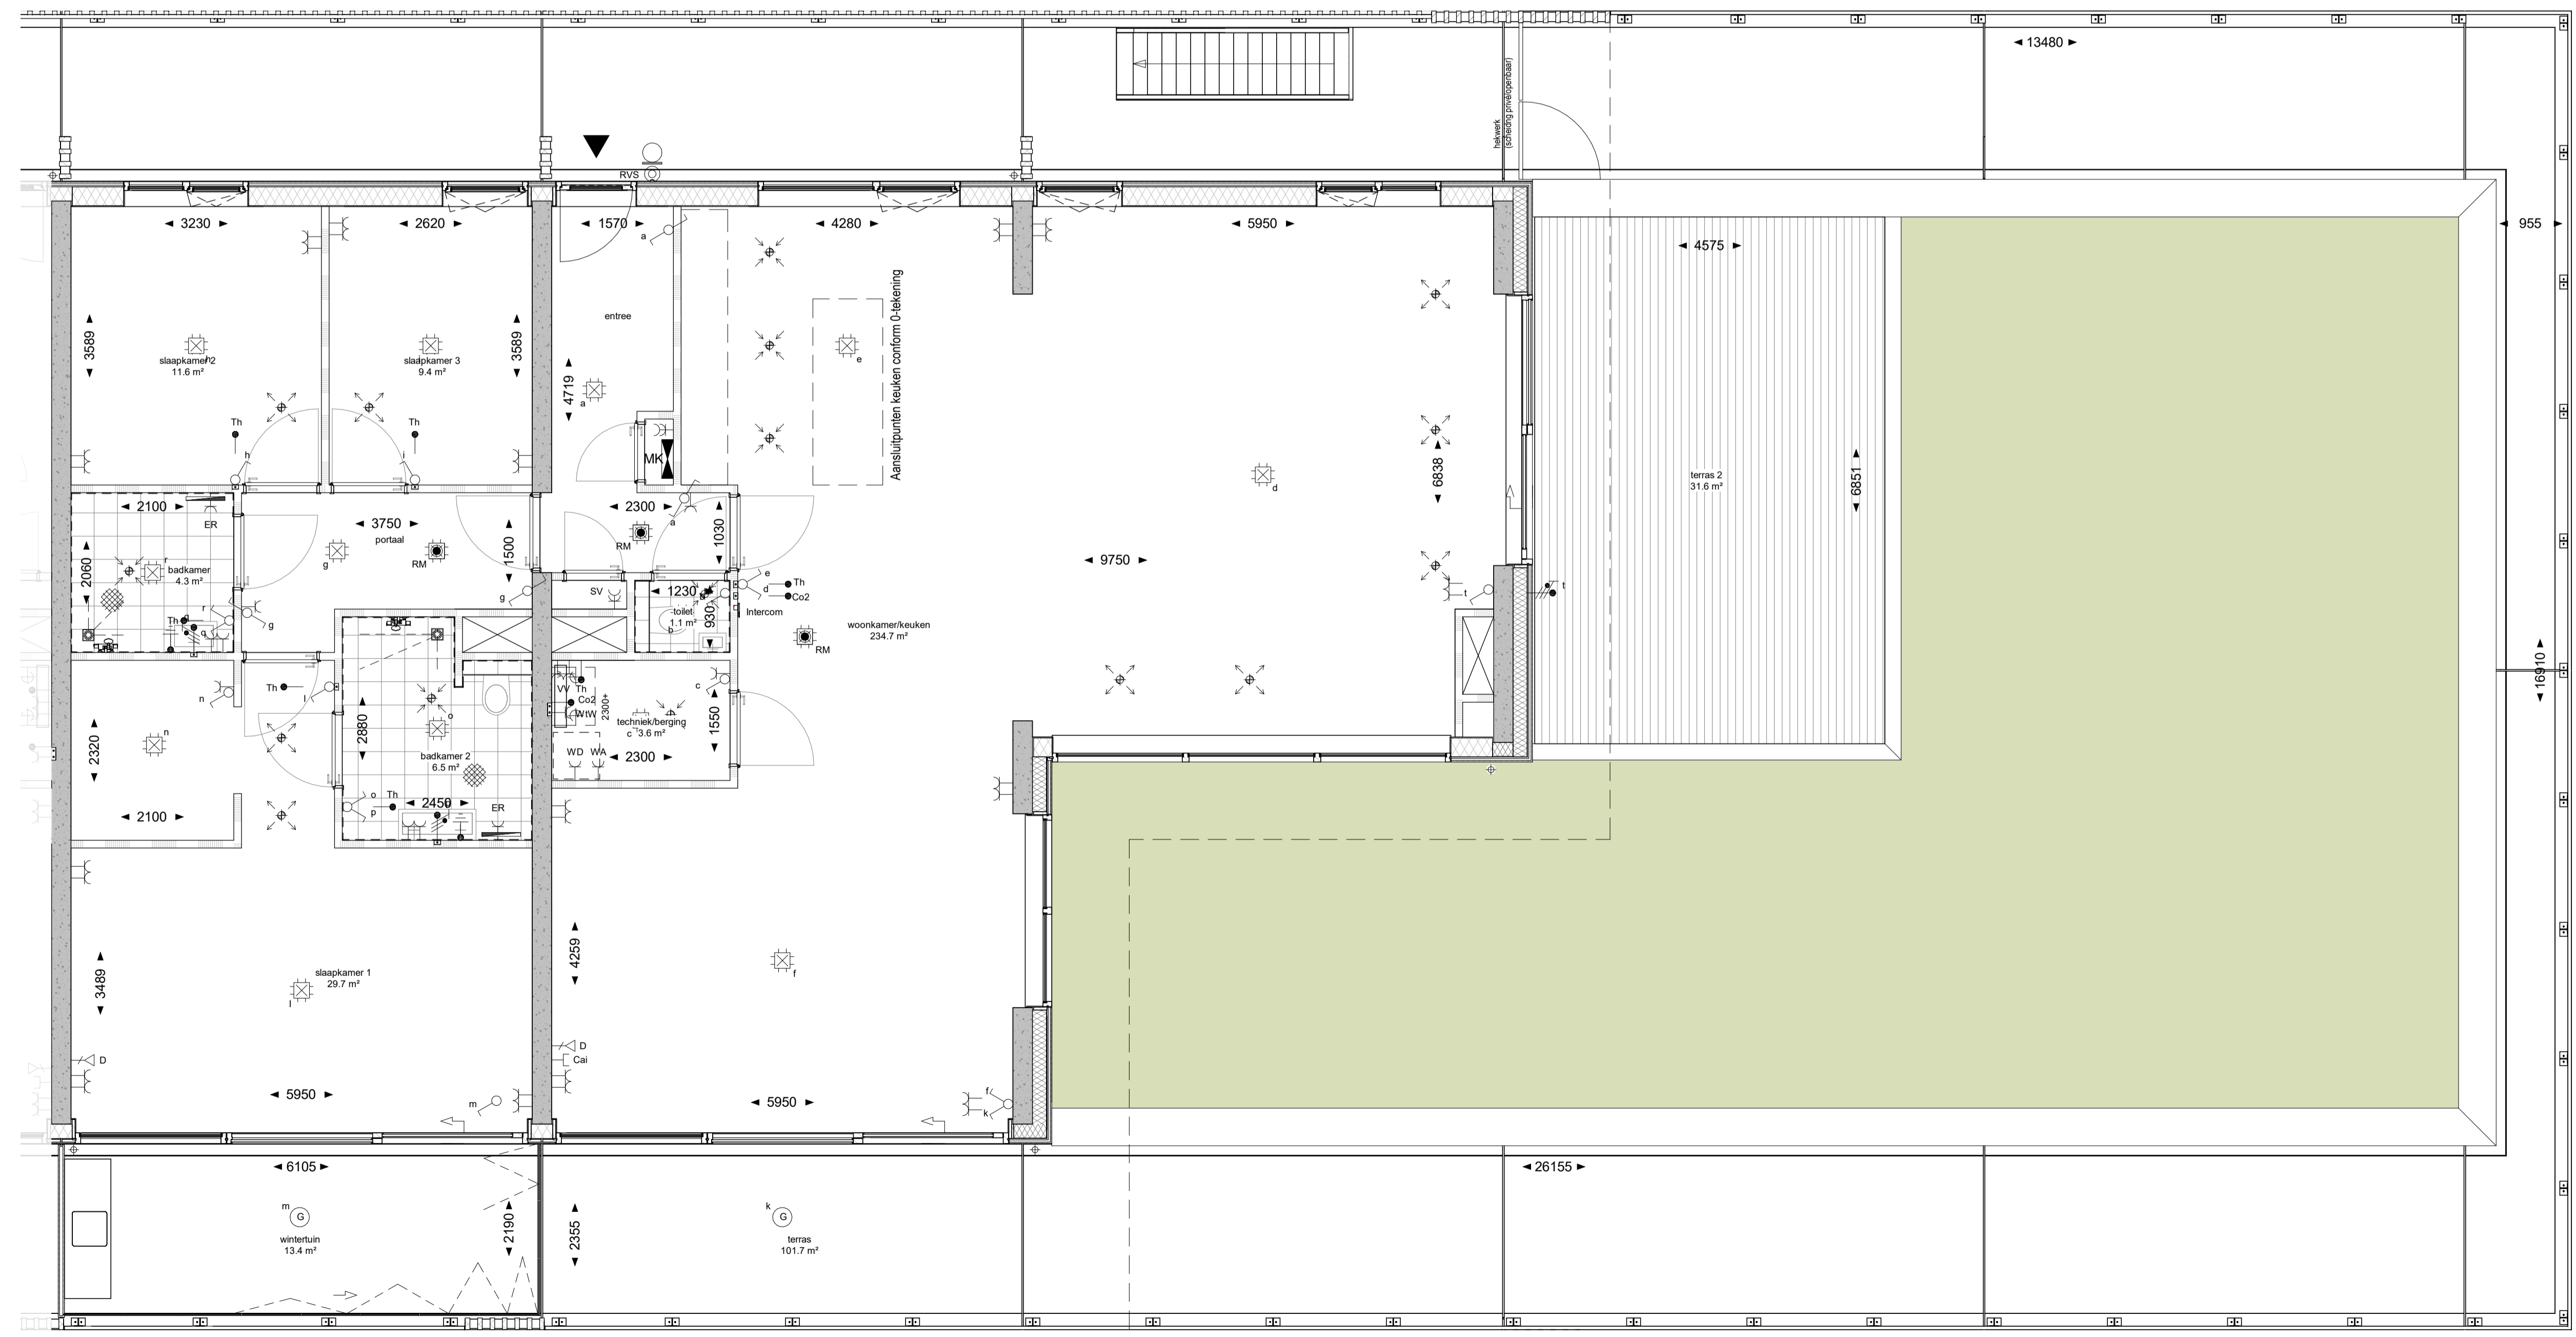 13480
hekwerk
(scheiding privé/openbaar)
RVS
3230
2620
1570
a
4280
5950
4575
955
Aansluitpunten keuken conform 0-tekening
entree
3589
slaapkamer 2
11.6 m²
h
slaapkamer 3
9.4 m²
3589
4719
a
e
Th
h
Th
i
MK
6838
d
terras 2
31.6 m²
6851
2100
ER
3750
portaal
g
RM
1500
2300
a
RM
1030
9750
2060
r
badkamer
4.3 m²
g
SV
1230
toilet
1.1 m²
b
930
e
d
Th
Co2
Intercom
t
t
r
q
Th
g
woonkamer/keuken
234.7 m²
RM
16910
n
Th
l
VV
Th
Co2
WtW
2300+
c
techniek/berging
3.6 m²
c
1550
2320
n
2880
o
badkamer 2
6.5 m²
WD
WA
2300
2100
o
p
Th
2450
ER
3489
slaapkamer 1
29.7 m²
l
4259
f
D
D
Cai
5950
m
5950
f
k
6105
26155
m
G
wintertuin
13.4 m²
2190
2355
k
G
terras
101.7 m²